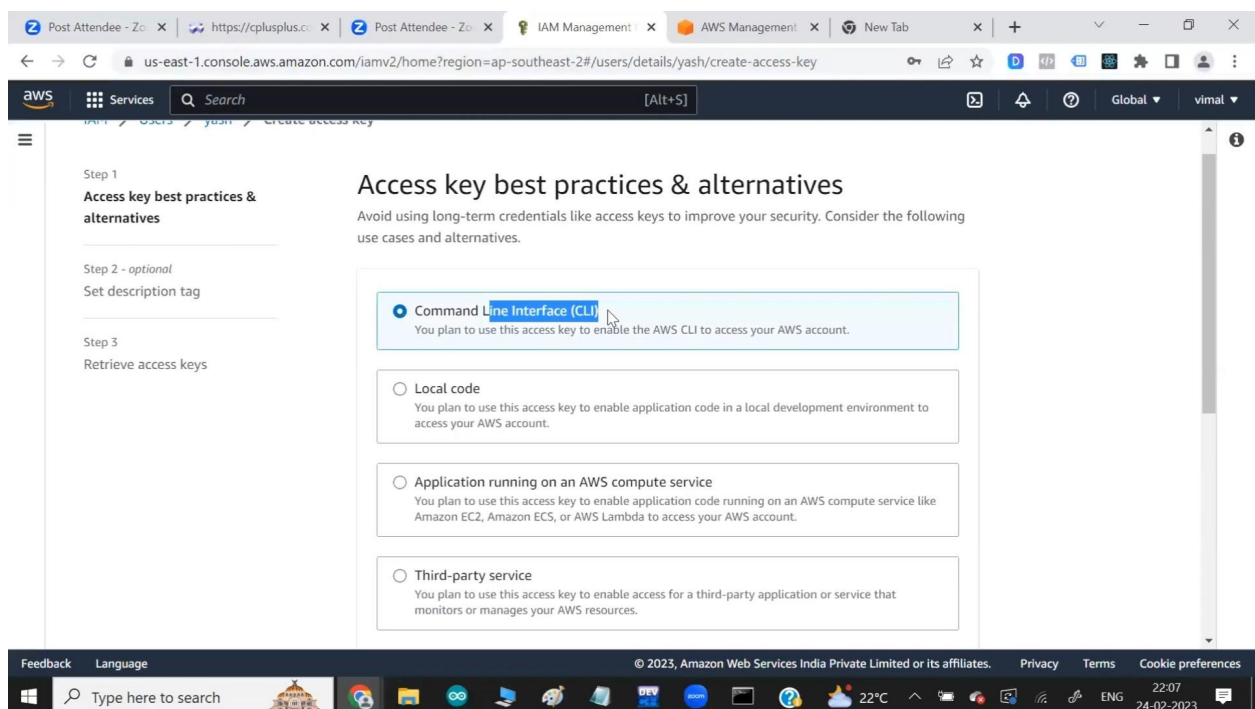 Post Attendee - Zo
https://cplusplus.co
Post Attendee - Zo
IAM Management
AWS Management
New Tab
us-east-1.console.aws.amazon.com/iamv2/home?region=ap-southeast-2#/users/details/yash/create-access-key
aws
Services
Search
[Alt+S]
Global
vimal
IAM
Users
yash
Create access key
Step 1
Access key best practices &
alternatives
Step 2 - optional
Set description tag
Step 3
Retrieve access keys
Access key best practices & alternatives
Avoid using long-term credentials like access keys to improve your security. Consider the following
use cases and alternatives.
Command Line Interface (CLI)
You plan to use this access key to enable the AWS CLI to access your AWS account.
Local code
You plan to use this access key to enable application code in a local development environment to
access your AWS account.
Application running on an AWS compute service
You plan to use this access key to enable application code running on an AWS compute service like
Amazon EC2, Amazon ECS, or AWS Lambda to access your AWS account.
Third-party service
You plan to use this access key to enable access for a third-party application or service that
monitors or manages your AWS resources.
Feedback
Language
© 2023, Amazon Web Services India Private Limited or its affiliates.
Privacy
Terms
Cookie preferences
Type here to search
DEV
zoom
22°C
ENG
22:07
24-02-2023